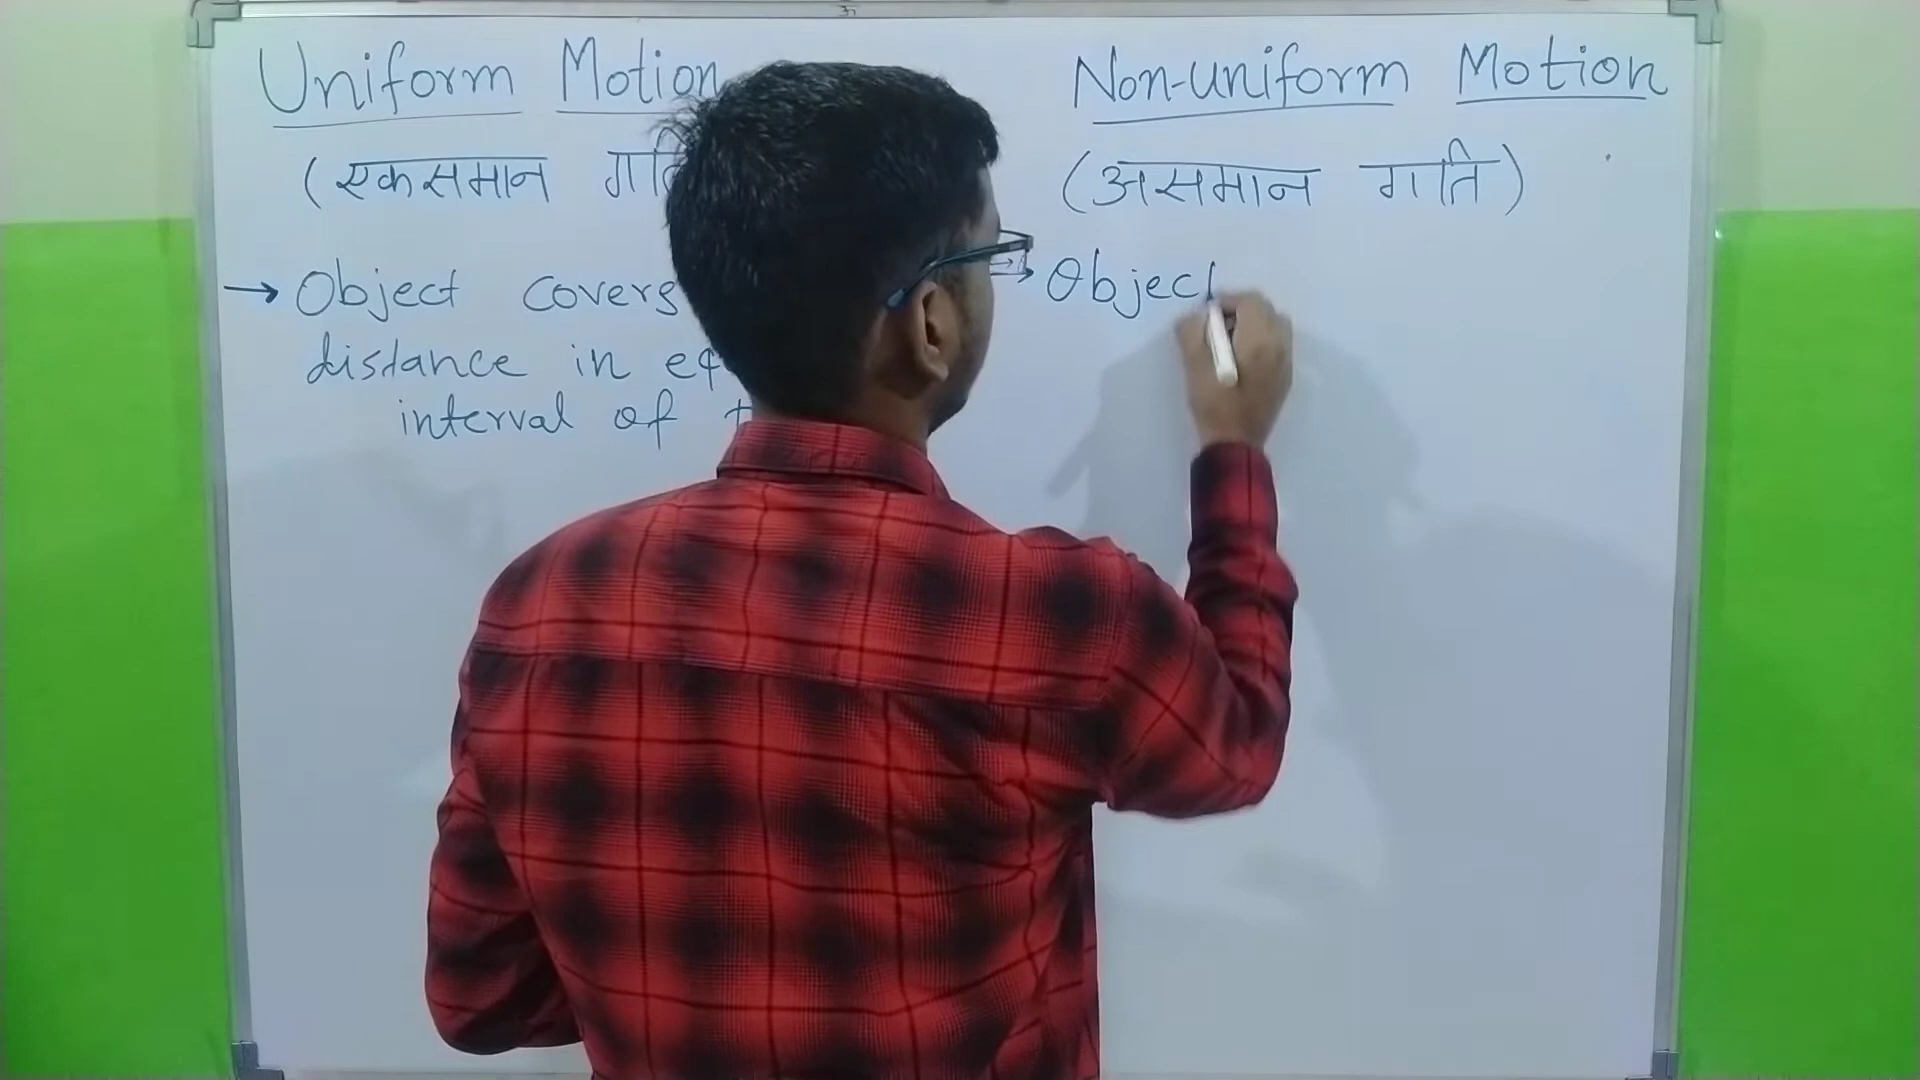 Uniform Motion
Non-uniform Motion
(एकसमान
(असमान गति)
→ Object covers
distance in
interval of
→ Object